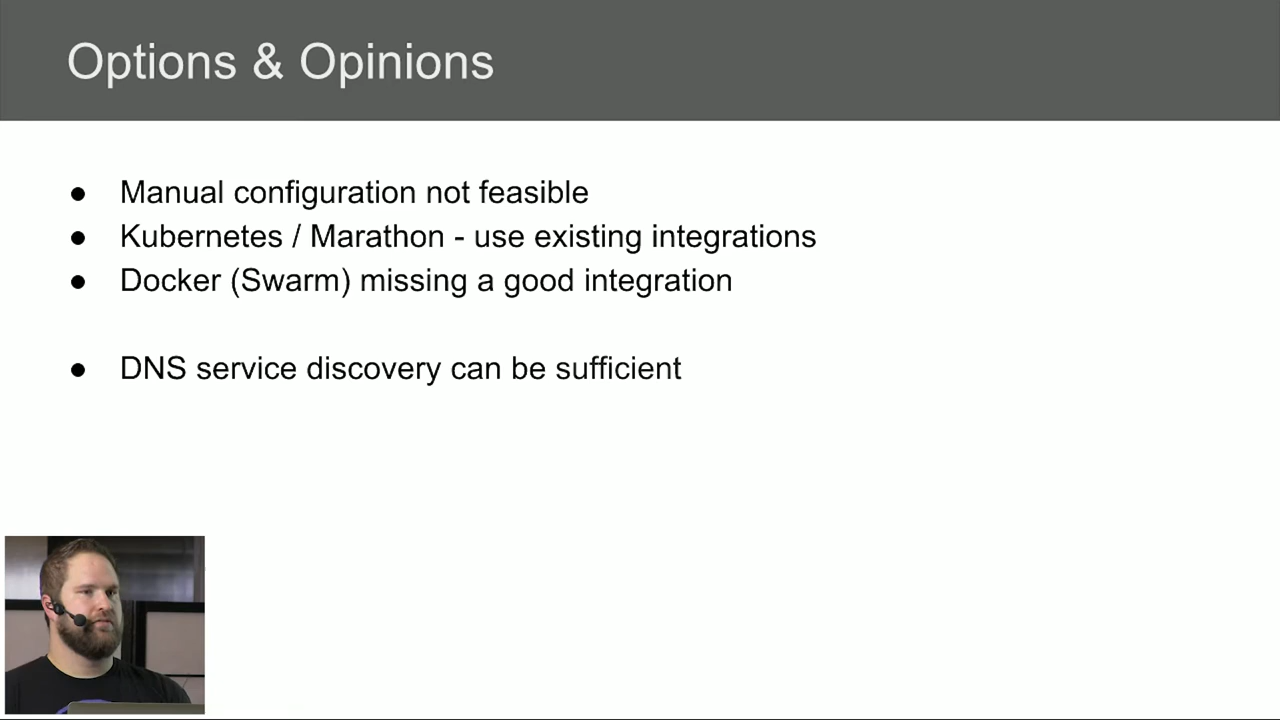 Options & Opinions
● Manual configuration not feasible
● Kubernetes / Marathon - use existing integrations
● Docker (Swarm) missing a good integration
● DNS service discovery can be sufficient